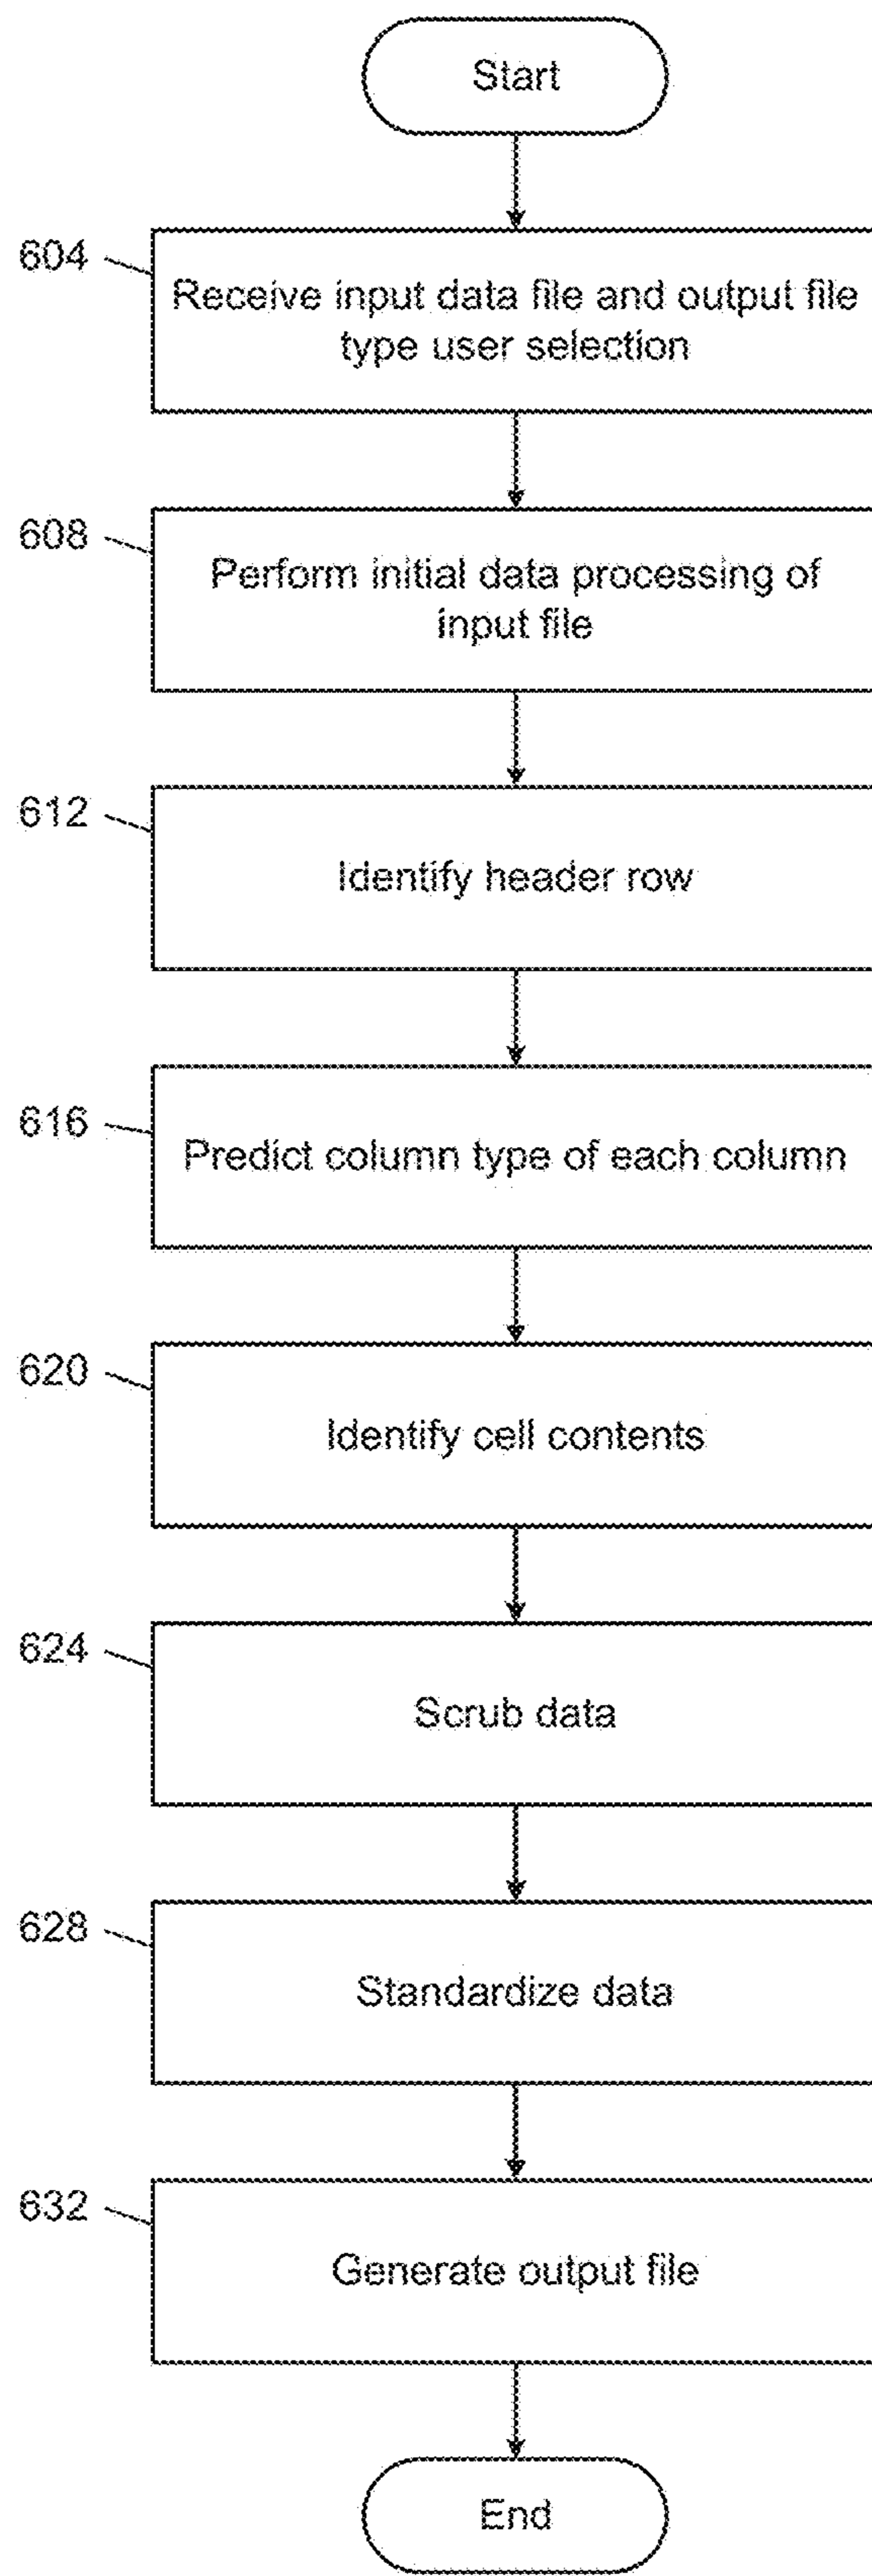 Start
604
Receive input data file and output file
type user selection
608
Perform initial data processing of
input file
612
Identify header row
616
Predict column type of each column
620
Identify cell contents
624
Scrub data
628
Standardize data
632
Generate output file
End